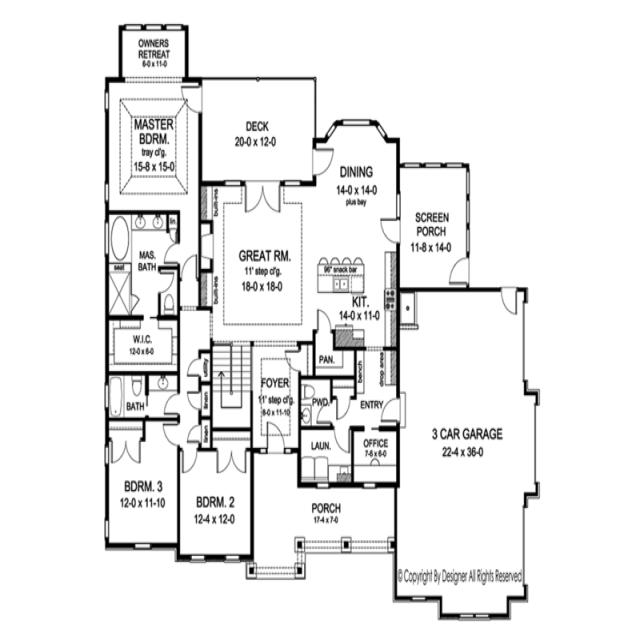 OWNERS
RETREAT
6-0 x 11-0
MASTER
BDRM.
tray cl'g.
15-8 x 15-0
DECK
20-0 x 12-0
DINING
14-0 x 14-0
plus bay
SCREEN
PORCH
11-8 x 14-0
built-ins
GREAT RM.
11' step cl'g.
18-0 x 18-0
built-ins
lin.
MAS.
BATH
seat
96" snack bar
KIT.
14-0 x 11-0
W.I.C.
12-0 x 6-0
PAN.
bench
drop area
utility
FOYER
11' step cl'g.
6-0 x 11-10
BATH
linen
linen
PWD.
ENTRY
LAUN.
OFFICE
7-6 x 6-0
3 CAR GARAGE
22-4 x 36-0
BDRM. 3
12-0 x 11-10
BDRM. 2
12-4 x 12-0
PORCH
17-4 x 7-0
© Copyright By Designer All Rights Reserved